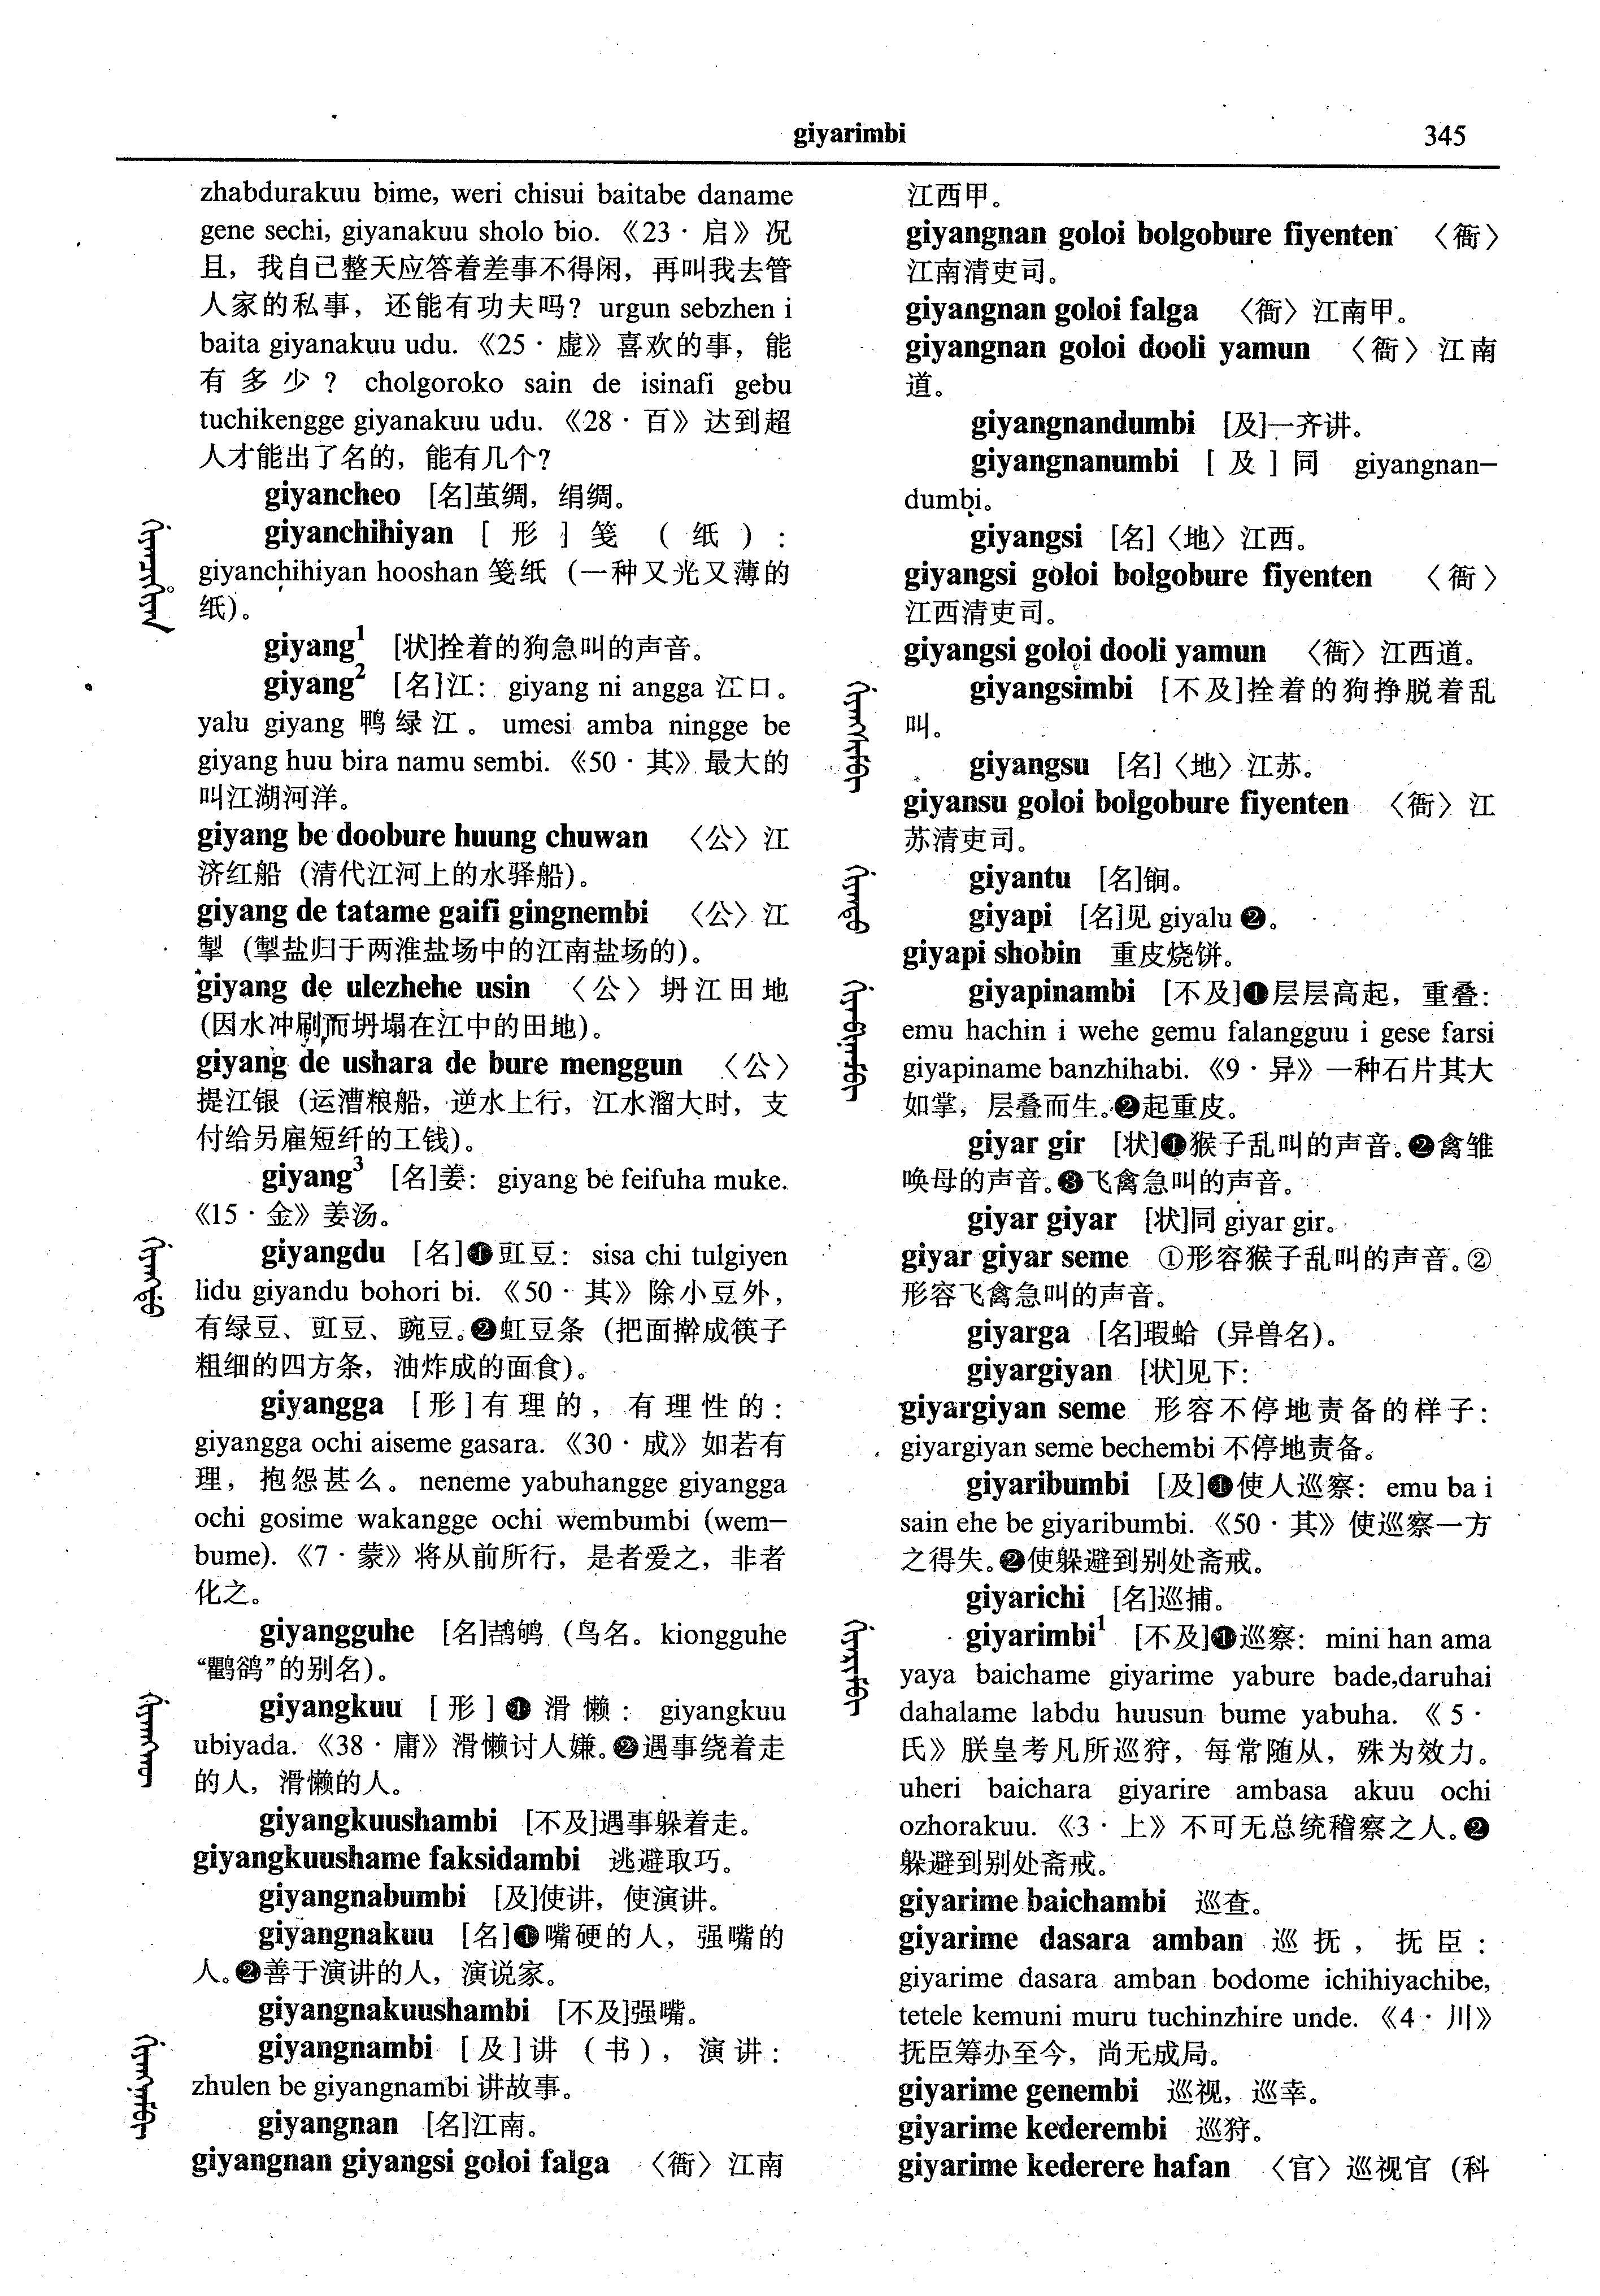 giyarimbi
345
zhabdurakuu bime, weri chisui baitabe daname
gene sechi, giyanakuu sholo bio. 《23·启》况
且，我自己整天应答着差事不得闲，再叫我去管
人家的私事，还能有功夫吗？urgun sebzhen i
baita giyanakuu udu. 《25·虚》喜欢的事，能
有多少？ cholgoroko sain de isinafi gebu
tuchikengge giyanakuu udu. 《28·百》达到超
人才能出了名的，能有几个？
giyancheo [名]茧绸，绢绸。
giyanchihiyan [形]笺（纸）：
giyanchihiyan hooshan 笺纸（一种又光又薄的
纸）。
giyang¹ [状]拴着的狗急叫的声音。
giyang² [名]江：giyang ni angga 江口。
yalu giyang 鸭绿江。umesi amba ningge be
giyang huu bira namu sembi. 《50·其》最大的
叫江湖河洋。
giyang be doobure huung chuwan 〈公〉江
济红船（清代江河上的水驿船）。
giyang de tatame gaifi gingnembi 〈公〉江
掣（掣盐归于两淮盐场中的江南盐场的）。
giyang de ulezhehe usin 〈公〉坍江田地
（因水冲刷而坍塌在江中的田地）。
giyang de ushara de bure menggun 〈公〉
提江银（运漕粮船，逆水上行，江水溜大时，支
付给另雇短纤的工钱）。
giyang³ [名]姜：giyang be feifuha muke.
《15·金》姜汤。
giyangdu [名]❶豇豆：sisa chi tulgiyen
lidu giyandu bohori bi. 《50·其》除小豆外，
有绿豆、豇豆、豌豆。❷虹豆条（把面擀成筷子
粗细的四方条，油炸成的面食）。
giyangga [形]有理的，有理性的：
giyangga ochi aiseme gasara. 《30·成》如若有
理，抱怨甚么。neneme yabuhangge giyangga
ochi gosime wakangge ochi wembumbi (wem-
bume). 《7·蒙》将从前所行，是者爱之，非者
化之。
giyangguhe [名]鹊鸲（鸟名。kiongguhe
“鸜鹆”的别名）。
giyangkuu [形]❶滑懒：giyangkuu
ubiyada. 《38·庸》滑懒讨人嫌。❷遇事绕着走
的人，滑懒的人。
giyangkuushambi [不及]遇事躲着走。
giyangkuushame faksidambi 逃避取巧。
giyangnabumbi [及]使讲，使演讲。
giyangnakuu [名]❶嘴硬的人，强嘴的
人。❷善于演讲的人，演说家。
giyangnakuushambi [不及]强嘴。
giyangnambi [及]讲（书），演讲：
zhulen be giyangnambi 讲故事。
giyangnan [名]江南。
giyangnan giyangsi goloi falga 〈衙〉江南
江西甲。
giyangnan goloi bolgobure fiyenten 〈衙〉
江南清吏司。
giyangnan goloi falga 〈衙〉江南甲。
giyangnan goloi dooli yamun 〈衙〉江南
道。
giyangnandumbi [及]一齐讲。
giyangnanumbi [及]同 giyangnan-
dumbi。
giyangsi [名]〈地〉江西。
giyangsi goloi bolgobure fiyenten 〈衙〉
江西清吏司。
giyangsi goloi dooli yamun 〈衙〉江西道。
giyangsimbi [不及]拴着的狗挣脱着乱
叫。
giyangsu [名]〈地〉江苏。
giyansu goloi bolgobure fiyenten 〈衙〉江
苏清吏司。
giyantu [名]锏。
giyapi [名]见 giyalu ❷。
giyapi shobin 重皮烧饼。
giyapinambi [不及]❶层层高起，重叠：
emu hachin i wehe gemu falangguu i gese farsi
giyapiname banzhihabi. 《9·异》一种石片其大
如掌，层叠而生。❷起重皮。
giyar gir [状]❶猴子乱叫的声音。❷禽雏
唤母的声音。❸飞禽急叫的声音。
giyar giyar [状]同 giyar gir。
giyar giyar seme ①形容猴子乱叫的声音。②
形容飞禽急叫的声音。
giyarga [名]瑕蛤（异兽名）。
giyargiyan [状]见下：
giyargiyan seme 形容不停地责备的样子：
giyargiyan seme bechembi 不停地责备。
giyaribumbi [及]❶使人巡察：emu ba i
sain ehe be giyaribumbi. 《50·其》使巡察一方
之得失。❷使躲避到别处斋戒。
giyarichi [名]巡捕。
giyarimbi¹ [不及]❶巡察：mini han ama
yaya baichame giyarime yabure bade,daruhai
dahalame labdu huusun bume yabuha. 《5·
氏》朕皇考凡所巡狩，每常随从，殊为效力。
uheri baichara giyarire ambasa akuu ochi
ozhorakuu. 《3·上》不可无总统稽察之人。❷
躲避到别处斋戒。
giyarime baichambi 巡查。
giyarime dasara amban 巡抚，抚臣：
giyarime dasara amban bodome ichihiyachibe,
tetele kemuni muru tuchinzhire unde. 《4·川》
抚臣筹办至今，尚无成局。
giyarime genembi 巡视，巡幸。
giyarime kederembi 巡狩。
giyarime kederere hafan 〈官〉巡视官（科